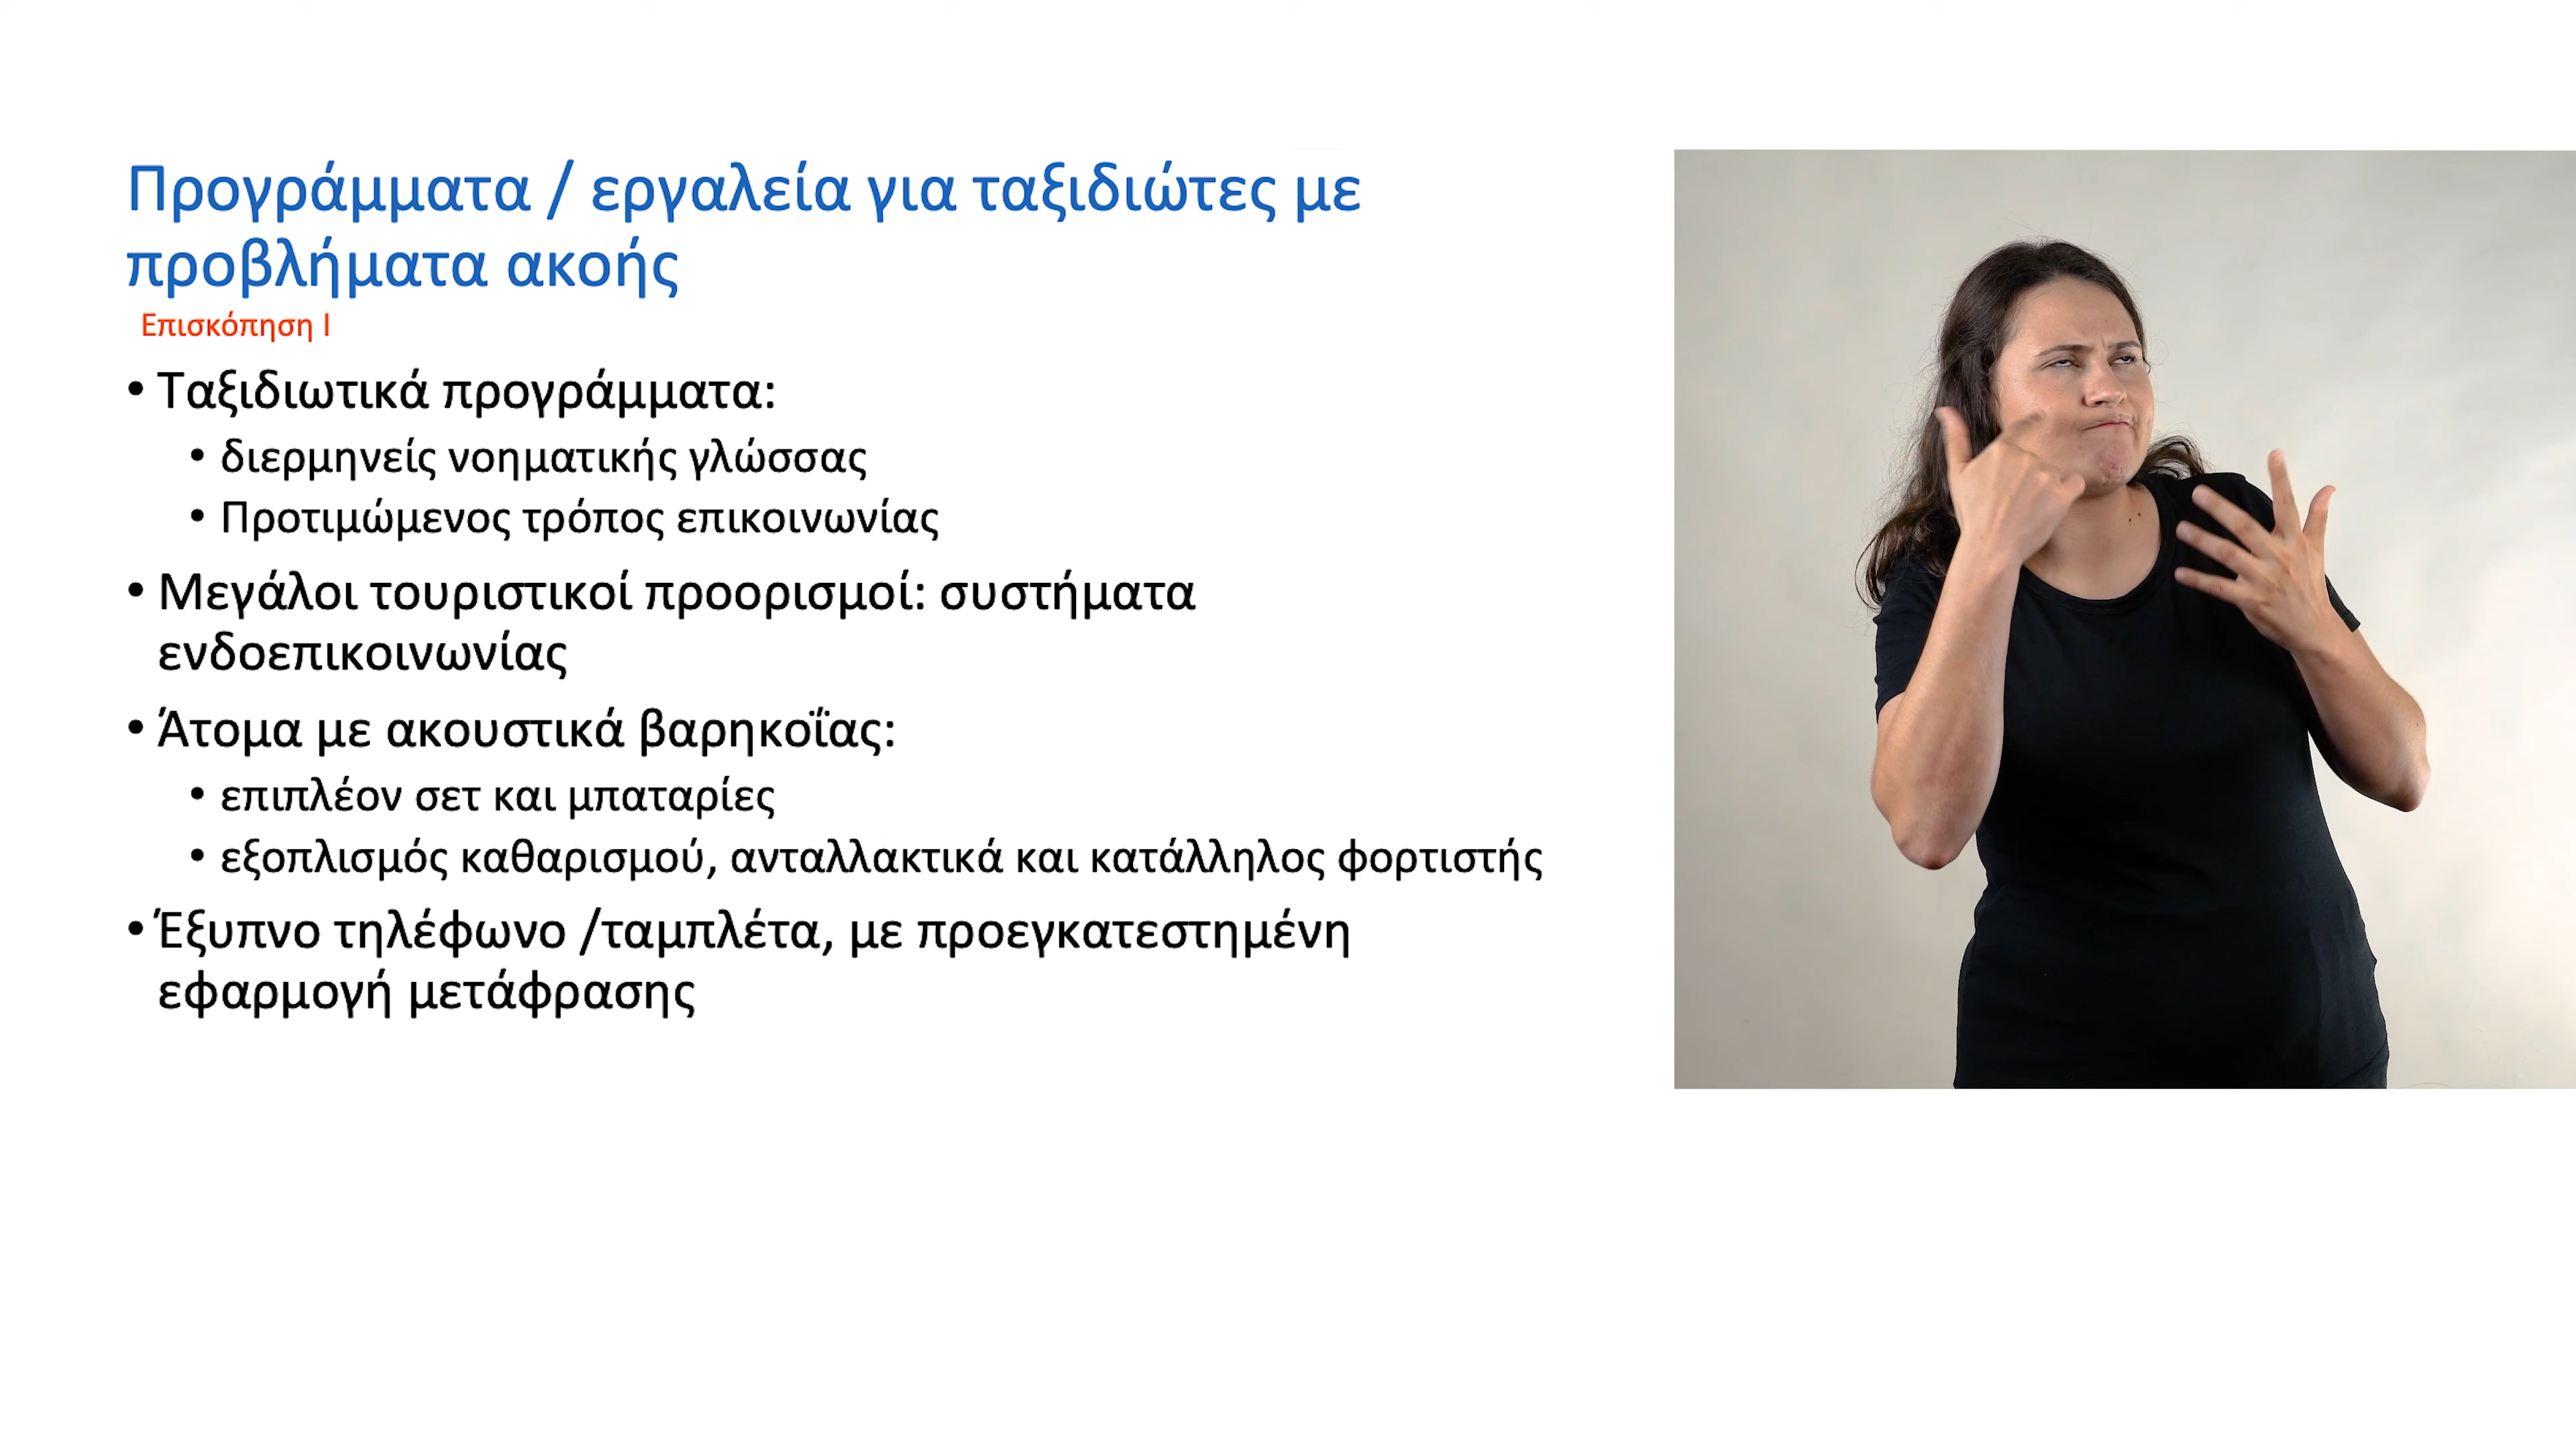 Προγράμματα / εργαλεία για ταξιδιώτες με
προβλήματα ακοής
Επισκόπηση Ι
• Ταξιδιωτικά προγράμματα:
• διερμηνείς νοηματικής γλώσσας
• Προτιμώμενος τρόπος επικοινωνίας
• Μεγάλοι τουριστικοί προορισμοί: συστήματα
ενδοεπικοινωνίας
• Άτομα με ακουστικά βαρηκοΐας:
• επιπλέον σετ και μπαταρίες
• εξοπλισμός καθαρισμού, ανταλλακτικά και κατάλληλος φορτιστής
• Έξυπνο τηλέφωνο /ταμπλέτα, με προεγκατεστημένη
εφαρμογή μετάφρασης